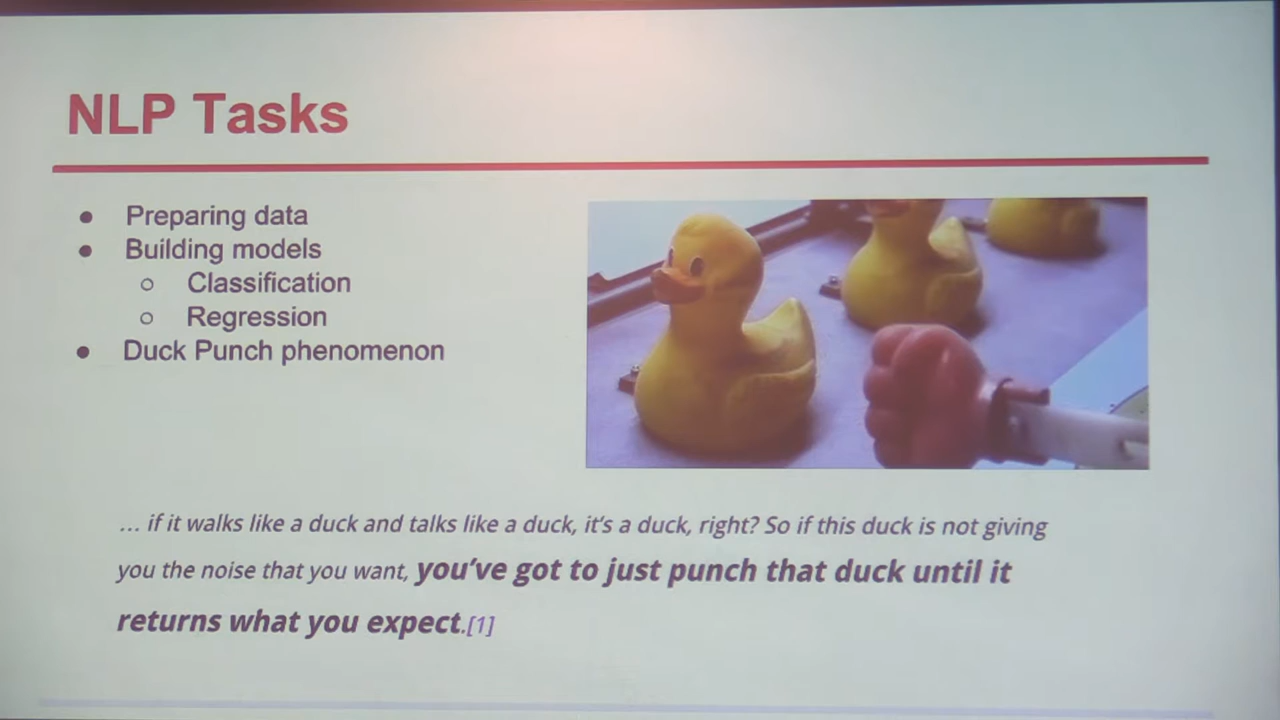 NLP Tasks
● Preparing data
● Building models
○ Classification
○ Regression
● Duck Punch phenomenon
… if it walks like a duck and talks like a duck, it’s a duck, right? So if this duck is not giving
you the noise that you want, you’ve got to just punch that duck until it
returns what you expect.[1]